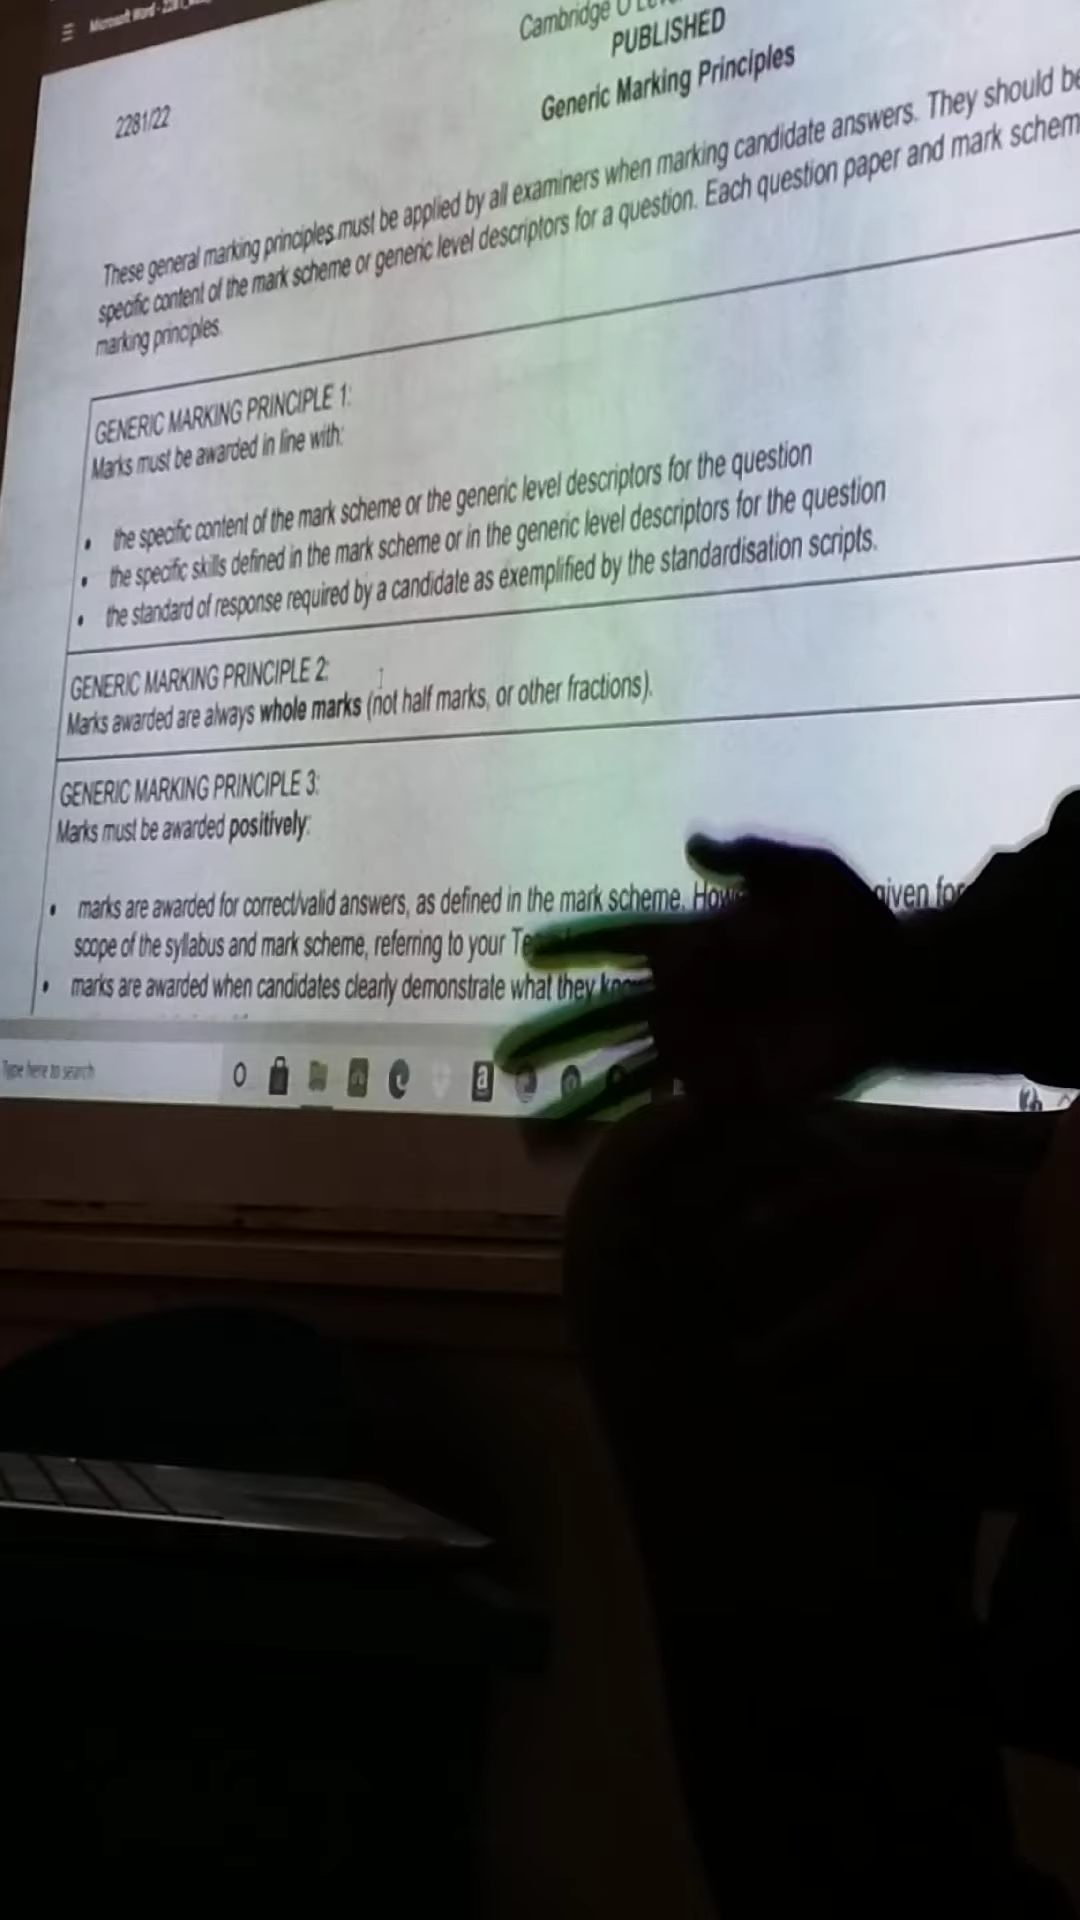 Microsoft Word - 2281
Cambridge O
PUBLISHED
2281/22
Generic Marking Principles
These general marking principles must be applied by all examiners when marking candidate answers. They should be
specific content of the mark scheme or generic level descriptors for a question. Each question paper and mark schem
marking principles.
GENERIC MARKING PRINCIPLE 1:
Marks must be awarded in line with:
• the specific content of the mark scheme or the generic level descriptors for the question
• the specific skills defined in the mark scheme or in the generic level descriptors for the question
• the standard of response required by a candidate as exemplified by the standardisation scripts.
GENERIC MARKING PRINCIPLE 2:
Marks awarded are always whole marks (not half marks, or other fractions).
GENERIC MARKING PRINCIPLE 3:
Marks must be awarded positively:
• marks are awarded for correct/valid answers, as defined in the mark scheme. given for
scope of the syllabus and mark scheme, referring to your
• marks are awarded when candidates clearly demonstrate what they
Type here to search
a